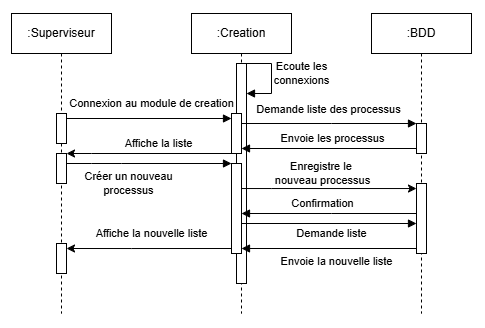 :Superviseur
:Creation
:BDD
Ecoute les
connexions
Connexion au module de creation
Demande liste des processus
Envoie les processus
Affiche la liste
Créer un nouveau
processus
Enregistre le
nouveau processus
Confirmation
Demande liste
Affiche la nouvelle liste
Envoie la nouvelle liste